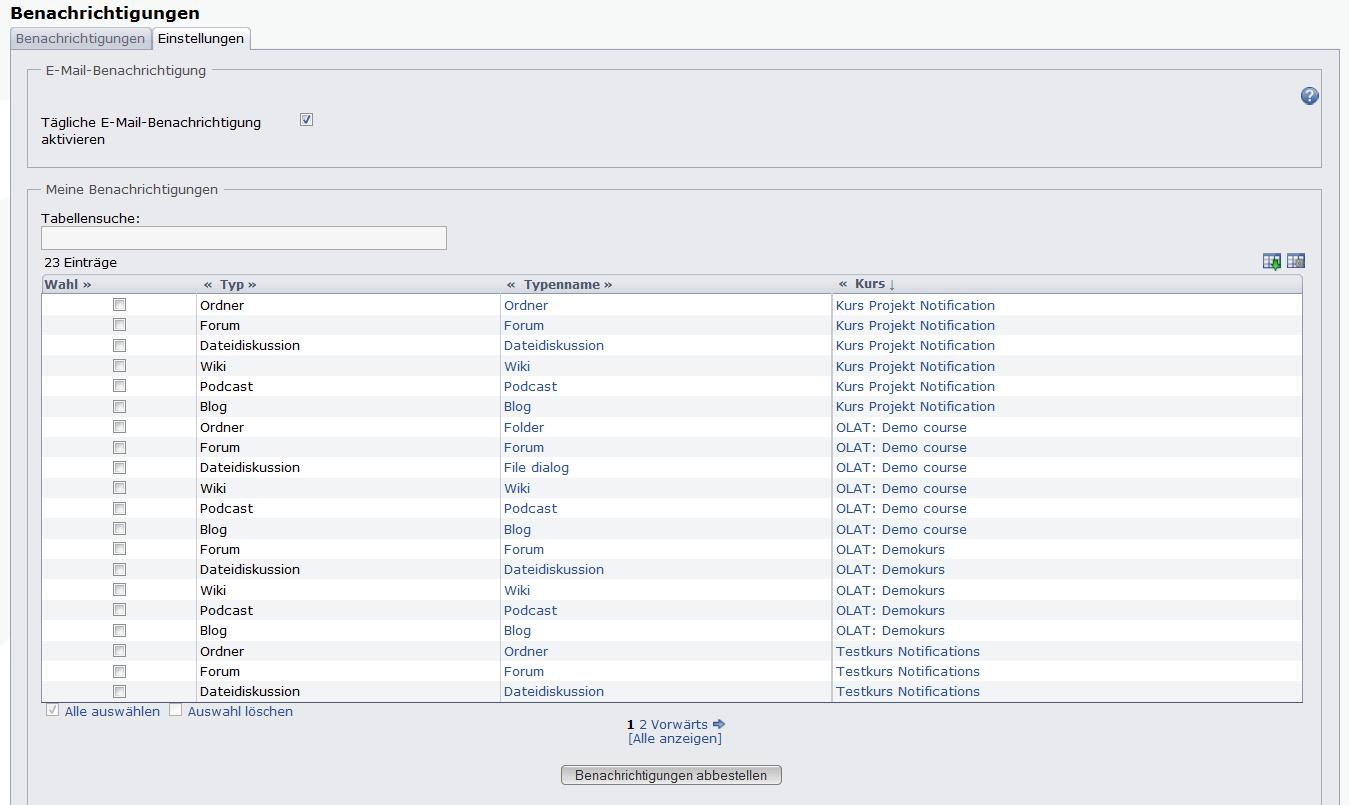 Benachrichtigungen
Benachrichtigungen Einstellungen
E-Mail-Benachrichtigung
?
Tägliche E-Mail-Benachrichtigung
aktivieren
Meine Benachrichtigungen
Tabellensuche:
23 Einträge
Wahl » « Typ » « Typenname » « Kurs ↓
Ordner Ordner Kurs Projekt Notification
Forum Forum Kurs Projekt Notification
Dateidiskussion Dateidiskussion Kurs Projekt Notification
Wiki Wiki Kurs Projekt Notification
Podcast Podcast Kurs Projekt Notification
Blog Blog Kurs Projekt Notification
Ordner Folder OLAT: Demo course
Forum Forum OLAT: Demo course
Dateidiskussion File dialog OLAT: Demo course
Wiki Wiki OLAT: Demo course
Podcast Podcast OLAT: Demo course
Blog Blog OLAT: Demo course
Forum Forum OLAT: Demokurs
Dateidiskussion Dateidiskussion OLAT: Demokurs
Wiki Wiki OLAT: Demokurs
Podcast Podcast OLAT: Demokurs
Blog Blog OLAT: Demokurs
Ordner Ordner Testkurs Notifications
Forum Forum Testkurs Notifications
Dateidiskussion Dateidiskussion Testkurs Notifications
Alle auswählen Auswahl löschen
1 2 Vorwärts
[Alle anzeigen]
Benachrichtigungen abbestellen